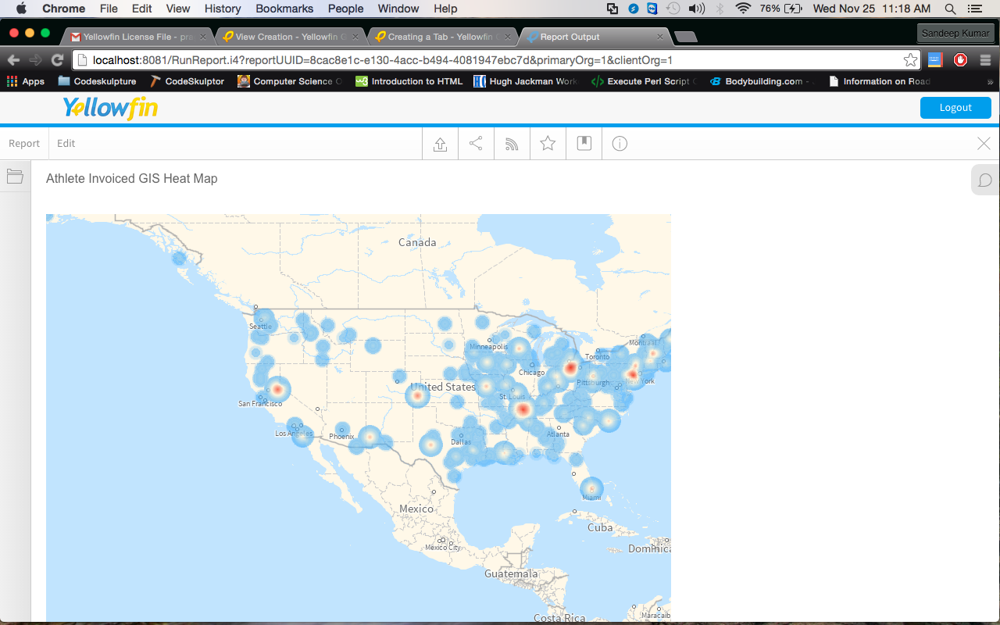 Chrome File Edit View History Bookmarks People Window Help 76% Wed Nov 25 11:18 AM
Yellowfin License File - pra View Creation - Yellowfin G Creating a Tab - Yellowfin G Report Output Sandeep Kumar
localhost:8081/RunReport.i4?reportUUID=8cac8e1c-e130-4acc-b494-4081947ebc7d&primaryOrg=1&clientOrg=1
Apps Codeskulpture CodeSkulptor Computer Science C Introduction to HTML Hugh Jackman Work Execute Perl Script Bodybuilding.com - Information on Road »
Yellowfin Logout
Report Edit
Athlete Invoiced GIS Heat Map
Canada
Seattle
Minneapolis
Montreal
Toronto
Chicago
Pittsburgh
New York
United States
St. Louis
San Francisco
Los Angeles
Phoenix
Dallas
Atlanta
Miami
Mexico
Cuba
Mexico City
Dominica
Guatemala
Costa Rica
Maracaib